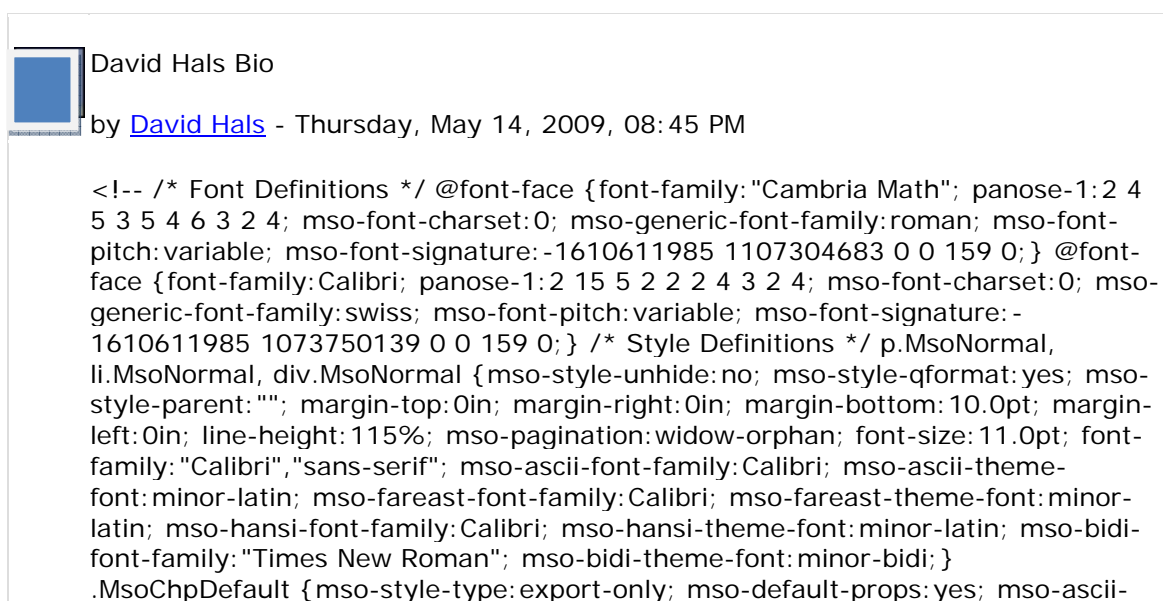 David Hals Bio
by David Hals - Thursday, May 14, 2009, 08:45 PM
<!-- /* Font Definitions */ @font-face {font-family:"Cambria Math"; panose-1:2 4
5 3 5 4 6 3 2 4; mso-font-charset:0; mso-generic-font-family:roman; mso-font-
pitch:variable; mso-font-signature:-1610611985 1107304683 0 0 159 0;} @font-
face {font-family:Calibri; panose-1:2 15 5 2 2 2 4 3 2 4; mso-font-charset:0; mso-
generic-font-family:swiss; mso-font-pitch:variable; mso-font-signature:-
1610611985 1073750139 0 0 159 0;} /* Style Definitions */ p.MsoNormal,
li.MsoNormal, div.MsoNormal {mso-style-unhide:no; mso-style-qformat:yes; mso-
style-parent:""; margin-top:0in; margin-right:0in; margin-bottom:10.0pt; margin-
left:0in; line-height:115%; mso-pagination:widow-orphan; font-size:11.0pt; font-
family:"Calibri","sans-serif"; mso-ascii-font-family:Calibri; mso-ascii-theme-
font:minor-latin; mso-fareast-font-family:Calibri; mso-fareast-theme-font:minor-
latin; mso-hansi-font-family:Calibri; mso-hansi-theme-font:minor-latin; mso-bidi-
font-family:"Times New Roman"; mso-bidi-theme-font:minor-bidi;}
.MsoChpDefault {mso-style-type:export-only; mso-default-props:yes; mso-ascii-